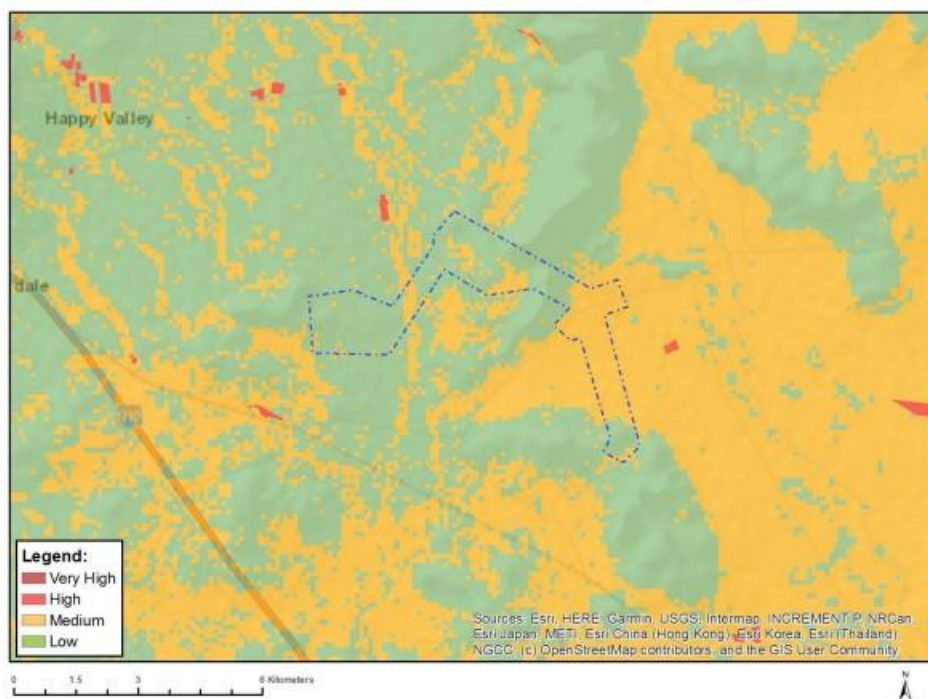 Happy Valley
dale
Legend:
Very High
High
Medium
Low
Sources: Esri, HERE, Garmin, USGS, Intermap, INCREMENT P, NRCan,
Esri Japan, METI, Esri China (Hong Kong), Esri Korea, Esri (Thailand),
NGCC, (c) OpenStreetMap contributors, and the GIS User Community
0 1.5 3 6 Kilometers
N